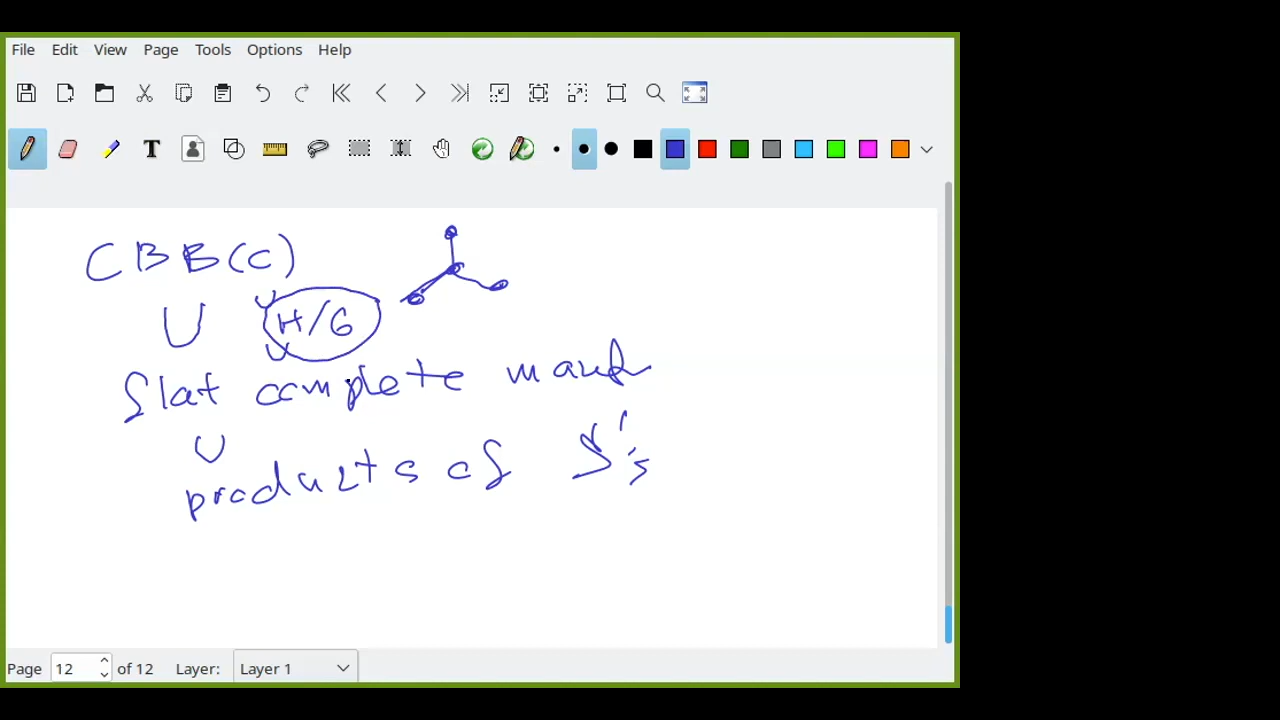 File Edit View Page Tools Options Help
T
CBB(C)
∪ ∪ H/G
∪
flat complete manf
∪
products of S's
Page 12 of 12 Layer: Layer 1